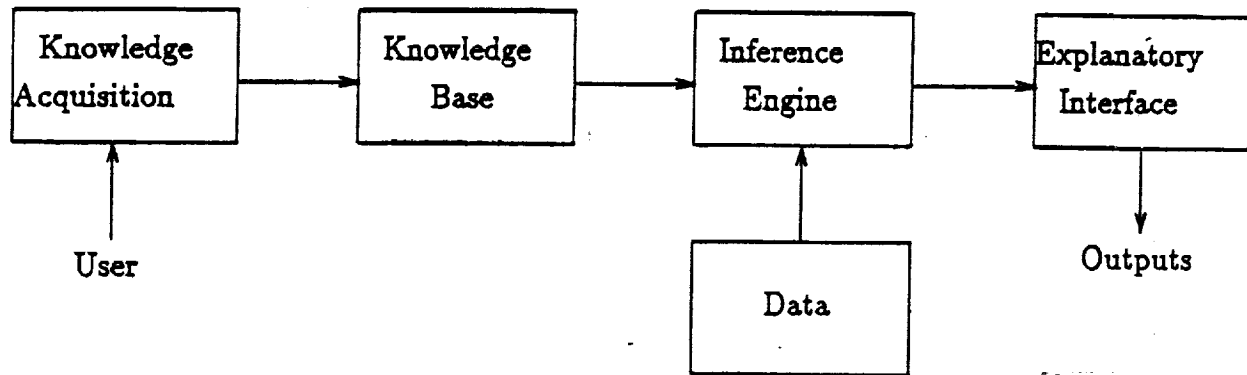 Knowledge
Acquisition
Knowledge
Base
Inference
Engine
Explanatory
Interface
User
Data
Outputs